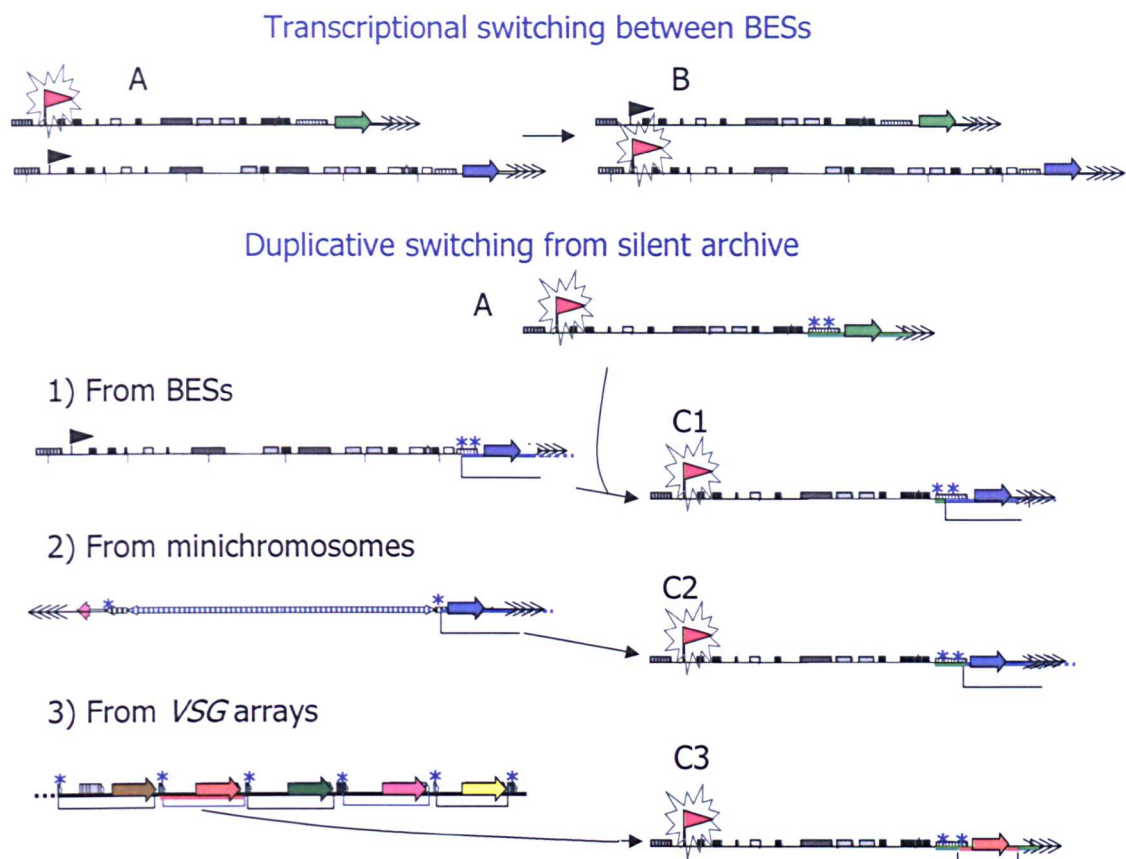 Transcriptional switching between BESs
A
B
Duplicative switching from silent archive
A
1) From BESs
C1
2) From minichromosomes
C2
3) From VSG arrays
C3